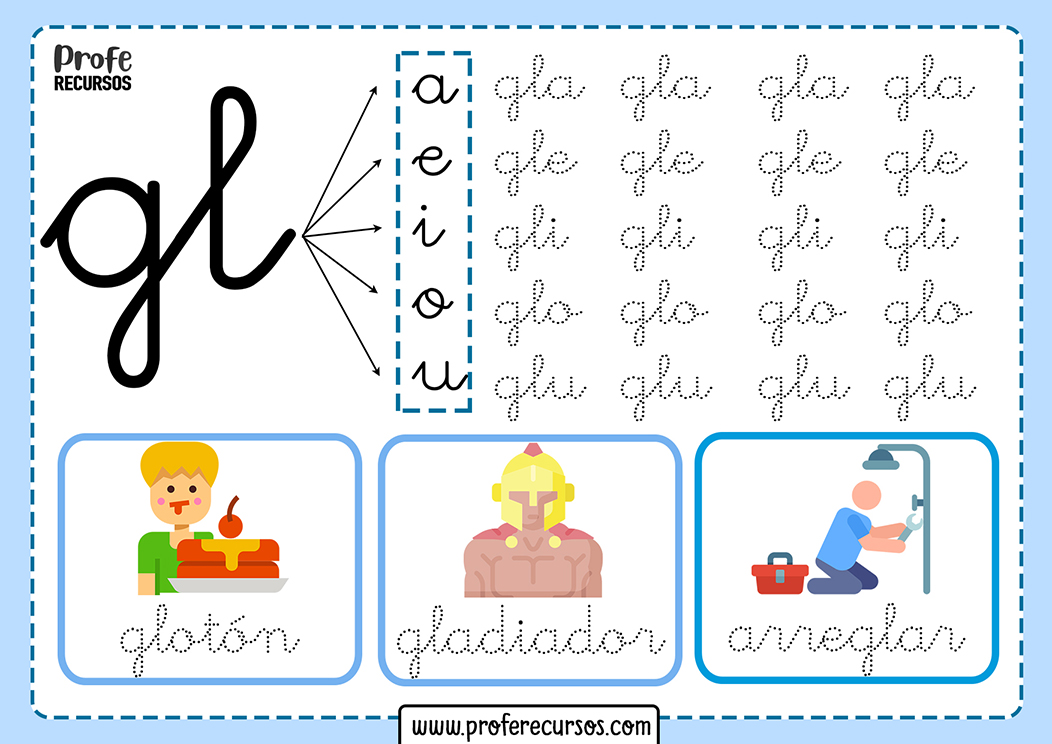 Profe
RECURSOS
gl
a gla gla gla gla
e gle gle gle gle
i gli gli gli gli
o glo glo glo glo
u glu glu glu glu
glotón gladiador arreglar
www.proferecursos.com